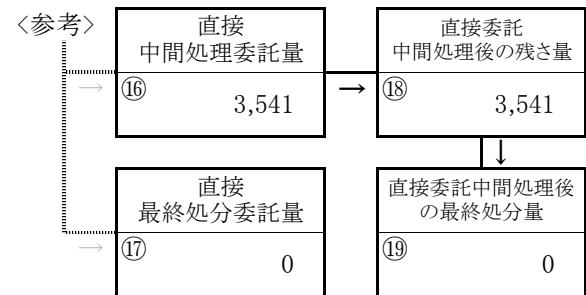 〈参考〉
直接
中間処理委託量
⑯ 3,541
→
→
直接委託
中間処理後の残さ量
⑱ 3,541
↓
直接
最終処分委託量
⑰ 0
→
直接委託中間処理後
の最終処分量
⑲ 0